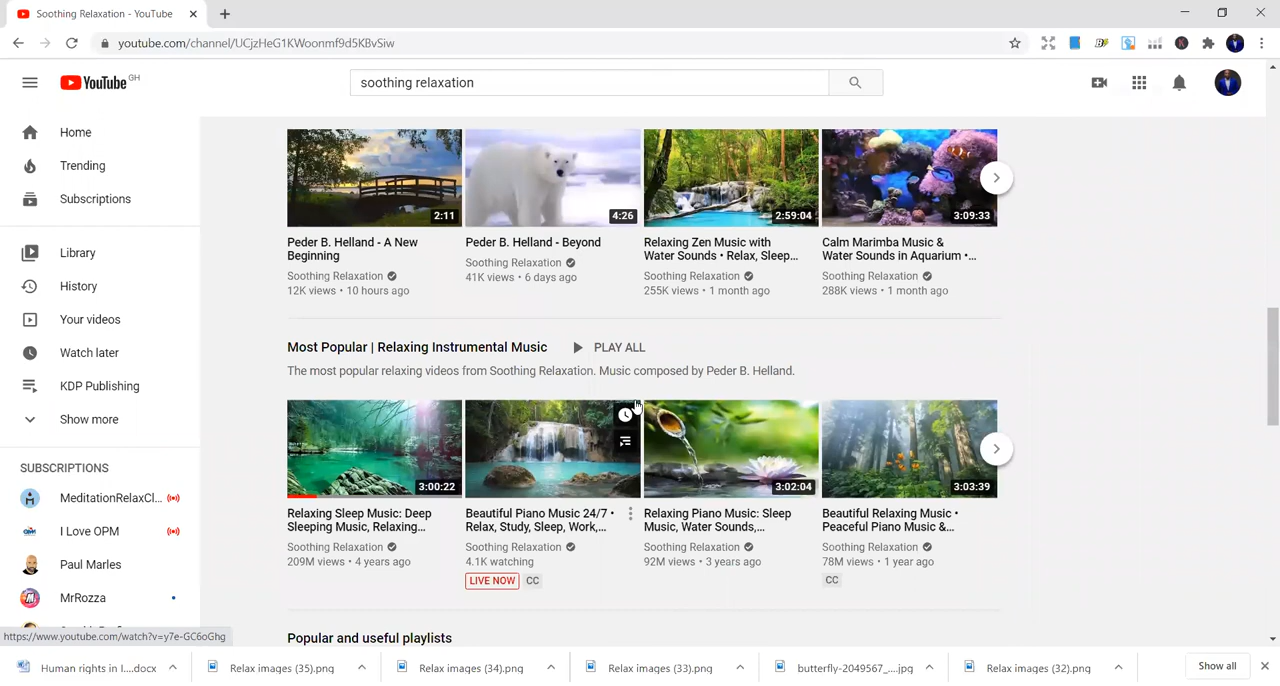 Soothing Relaxation - YouTube
youtube.com/channel/UCjzHeG1KWoonmf9d5KBvSiw
YouTube GH
soothing relaxation
Home
Trending
Subscriptions
Library
History
Your videos
Watch later
KDP Publishing
Show more
SUBSCRIPTIONS
MeditationRelaxCl...
I Love OPM
Paul Marles
MrRozza
2:11
4:26
2:59:04
3:09:33
Peder B. Helland - A New
Beginning
Soothing Relaxation
12K views • 10 hours ago
Peder B. Helland - Beyond
Soothing Relaxation
41K views • 6 days ago
Relaxing Zen Music with
Water Sounds • Relax, Sleep...
Soothing Relaxation
255K views • 1 month ago
Calm Marimba Music &
Water Sounds in Aquarium •...
Soothing Relaxation
288K views • 1 month ago
Most Popular | Relaxing Instrumental Music
PLAY ALL
The most popular relaxing videos from Soothing Relaxation. Music composed by Peder B. Helland.
3:00:22
3:02:04
3:03:39
Relaxing Sleep Music: Deep
Sleeping Music, Relaxing...
Soothing Relaxation
209M views • 4 years ago
Beautiful Piano Music 24/7 •
Relax, Study, Sleep, Work,...
Soothing Relaxation
4.1K watching
LIVE NOW
CC
Relaxing Piano Music: Sleep
Music, Water Sounds,...
Soothing Relaxation
92M views • 3 years ago
Beautiful Relaxing Music •
Peaceful Piano Music &...
Soothing Relaxation
78M views • 1 year ago
CC
Popular and useful playlists
https://www.youtube.com/watch?v=y7e-GC6oGhg
Human rights in I....docx
Relax images (35).png
Relax images (34).png
Relax images (33).png
butterfly-2049567_....jpg
Relax images (32).png
Show all